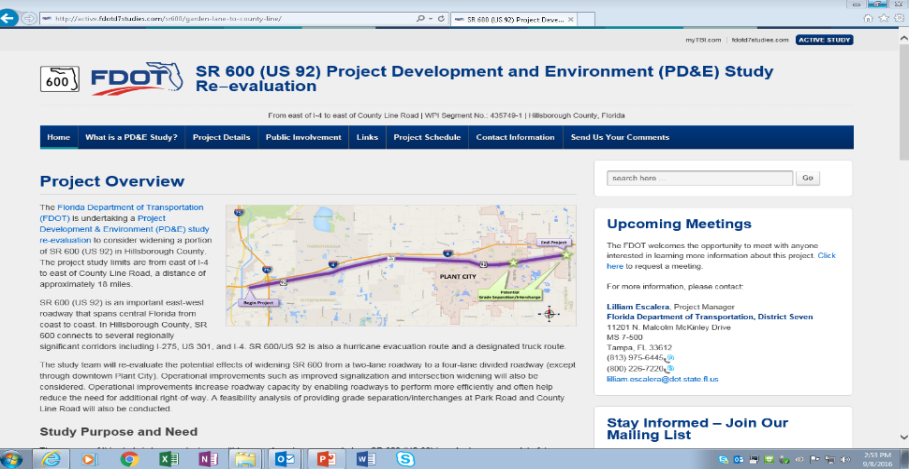 http://active.fdotd7studies.com/sr600/garden-lane-to-county-line/
SR 600 (US 92) Project Deve...
myTBI.com | fdotd7studies.com ACTIVE STUDY
600 FDOT
SR 600 (US 92) Project Development and Environment (PD&E) Study
Re-evaluation
From east of I-4 to east of County Line Road | WPI Segment No.: 435749-1 | Hillsborough County, Florida
Home What is a PD&E Study? Project Details Public Involvement Links Project Schedule Contact Information Send Us Your Comments
Project Overview
The Florida Department of Transportation
(FDOT) is undertaking a Project
Development & Environment (PD&E) study
re-evaluation to consider widening a portion
of SR 600 (US 92) in Hillsborough County.
The project study limits are from east of I-4
to east of County Line Road, a distance of
approximately 18 miles.
SR 600 (US 92) is an important east-west
roadway that spans central Florida from
coast to coast. In Hillsborough County, SR
600 connects to several regionally
significant corridors including I-275, US 301, and I-4. SR 600/US 92 is also a hurricane evacuation route and a designated truck route.
The study team will re-evaluate the potential effects of widening SR 600 from a two-lane roadway to a four-lane divided roadway (except
through downtown Plant City). Operational improvements such as improved signalization and intersection widening will also be
considered. Operational improvements increase roadway capacity by enabling roadways to perform more efficiently and often help
reduce the need for additional right-of-way. A feasibility analysis of providing grade separation/interchanges at Park Road and County
Line Road will also be conducted.
Study Purpose and Need
End Project
PLANT CITY
Potential
Grade Separation/Interchange
Begin Project
search here ...
Go
Upcoming Meetings
The FDOT welcomes the opportunity to meet with anyone
interested in learning more information about this project. Click
here to request a meeting.
For more information, please contact:
Lilliam Escalera, Project Manager
Florida Department of Transportation, District Seven
11201 N. Malcolm McKinley Drive
MS 7-500
Tampa, FL 33612
(813) 975-6445
(800) 226-7220
lilliam.escalera@dot.state.fl.us
Stay Informed – Join Our
Mailing List
2:53 PM
9/8/2016